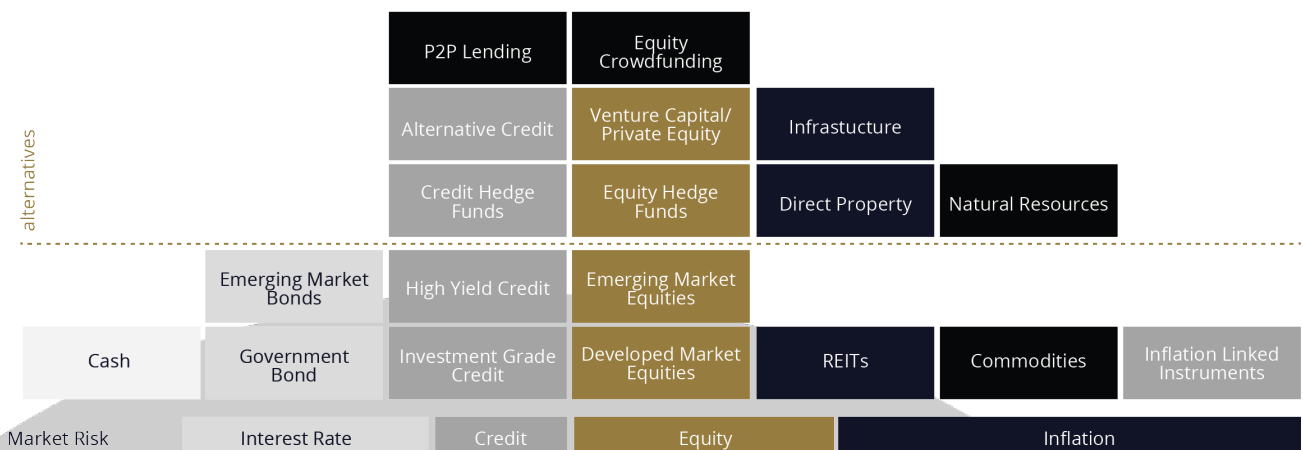 P2P Lending
Equity
Crowdfunding
alternatives
Alternative Credit
Venture Capital/
Private Equity
Infrastucture
Credit Hedge
Funds
Equity Hedge
Funds
Direct Property
Natural Resources
Emerging Market
Bonds
High Yield Credit
Emerging Market
Equities
Cash
Government
Bond
Investment Grade
Credit
Developed Market
Equities
REITs
Commodities
Inflation Linked
Instruments
Market Risk
Interest Rate
Credit
Equity
Inflation